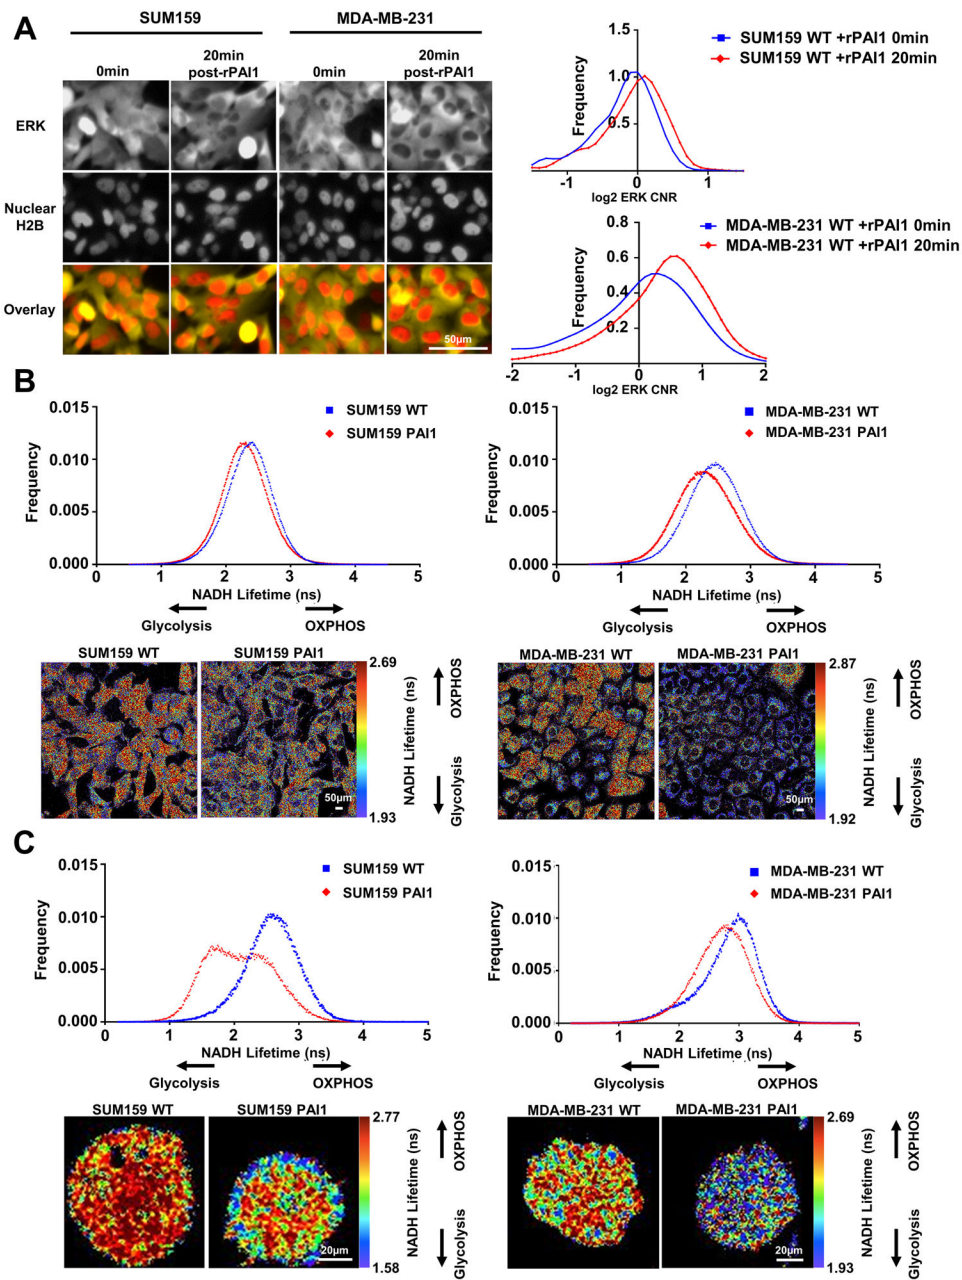 A
SUM159
MDA-MB-231
0min
20min
post-rPAI1
0min
20min
post-rPAI1
ERK
Nuclear
H2B
Overlay
50µm
SUM159 WT +rPAI1 0min
SUM159 WT +rPAI1 20min
Frequency
1.5
1.0
0.5
-1
0
1
log2 ERK CNR
MDA-MB-231 WT +rPAI1 0min
MDA-MB-231 WT +rPAI1 20min
Frequency
0.8
0.6
0.4
0.2
-2
-1
0
1
2
log2 ERK CNR
B
SUM159 WT
SUM159 PAI1
Frequency
0.015
0.010
0.005
0.000
0
1
2
3
4
5
NADH Lifetime (ns)
Glycolysis
OXPHOS
MDA-MB-231 WT
MDA-MB-231 PAI1
Frequency
0.015
0.010
0.005
0.000
0
1
2
3
4
5
NADH Lifetime (ns)
Glycolysis
OXPHOS
SUM159 WT
SUM159 PAI1
50µm
2.69
1.93
NADH Lifetime (ns)
OXPHOS
Glycolysis
MDA-MB-231 WT
MDA-MB-231 PAI1
50µm
2.87
1.92
NADH Lifetime (ns)
OXPHOS
Glycolysis
C
SUM159 WT
SUM159 PAI1
Frequency
0.015
0.010
0.005
0.000
0
1
2
3
4
5
NADH Lifetime (ns)
Glycolysis
OXPHOS
MDA-MB-231 WT
MDA-MB-231 PAI1
Frequency
0.015
0.010
0.005
0.000
0
1
2
3
4
5
NADH Lifetime (ns)
Glycolysis
OXPHOS
SUM159 WT
SUM159 PAI1
20µm
2.77
1.58
NADH Lifetime (ns)
OXPHOS
Glycolysis
MDA-MB-231 WT
MDA-MB-231 PAI1
20µm
2.69
1.93
NADH Lifetime (ns)
OXPHOS
Glycolysis